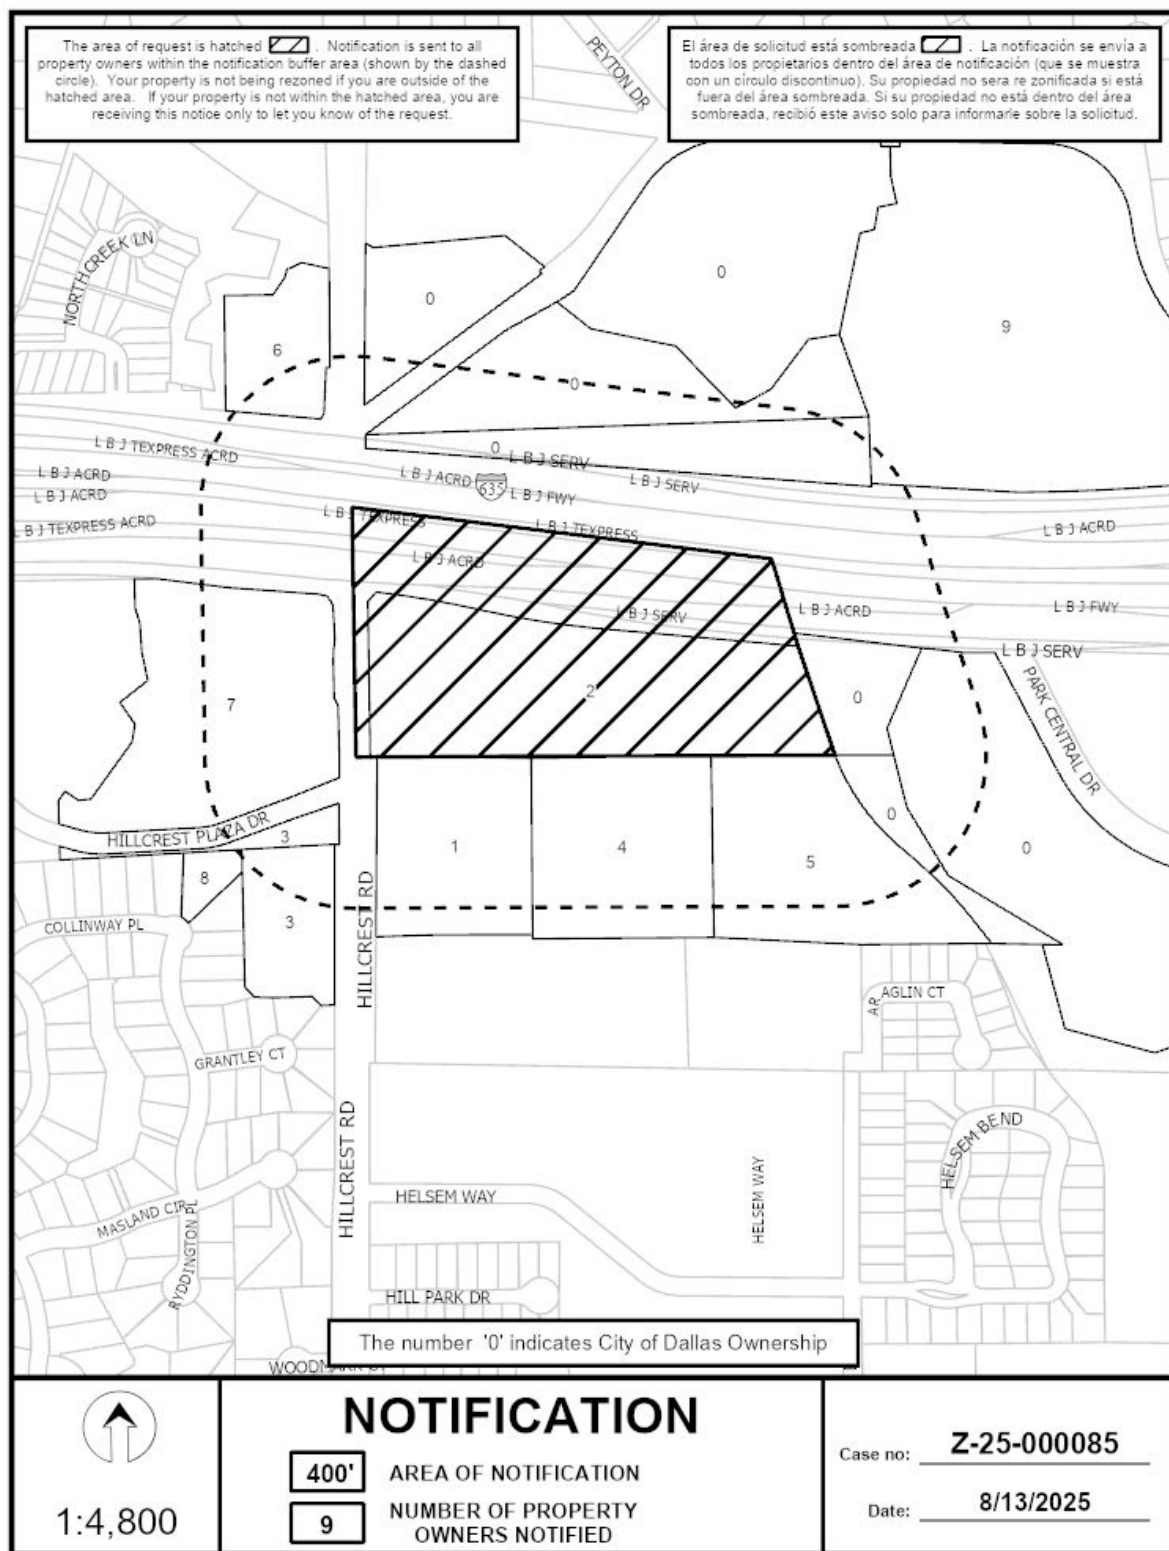 The area of request is hatched . Notification is sent to all
property owners within the notification buffer area (shown by the dashed
circle). Your property is not being rezoned if you are outside of the
hatched area. If your property is not within the hatched area, you are
receiving this notice only to let you know of the request.
El área de solicitud está sombreada . La notificación se envía a
todos los propietarios dentro del área de notificación (que se muestra
con un círculo discontinuo). Su propiedad no sera re zonificada si está
fuera del área sombreada. Si su propiedad no está dentro del área
sombreada, recibió este aviso solo para informarle sobre la solicitud.
PEYTON DR
NORTHCREEK LN
0
0
9
6
0
0
L B J SERV
L B J TEXPRESS ACRD
L B J ACRD
L B J ACRD
L B J TEXPRESS ACRD
L B J ACRD
635
L B J FWY
L B J SERV
L B J TEXPRESS
L B J TEXPRESS
L B J ACRD
L B J ACRD
L B J SERV
L B J ACRD
L B J FWY
L B J SERV
PARK CENTRAL DR
7
2
0
HILLCREST PLAZA DR
3
1
4
5
0
0
8
3
COLLINWAY PL
HILLCREST RD
AGLIN CT
AR
GRANTLEY CT
HILLCREST RD
HELSEM BEND
HELSEM WAY
HELSEM WAY
MASLAND CIR
RYDDINGTON PL
HILL PARK DR
The number '0' indicates City of Dallas Ownership
1:4,800
NOTIFICATION
400' AREA OF NOTIFICATION
9 NUMBER OF PROPERTY
OWNERS NOTIFIED
Case no: Z-25-000085
Date: 8/13/2025